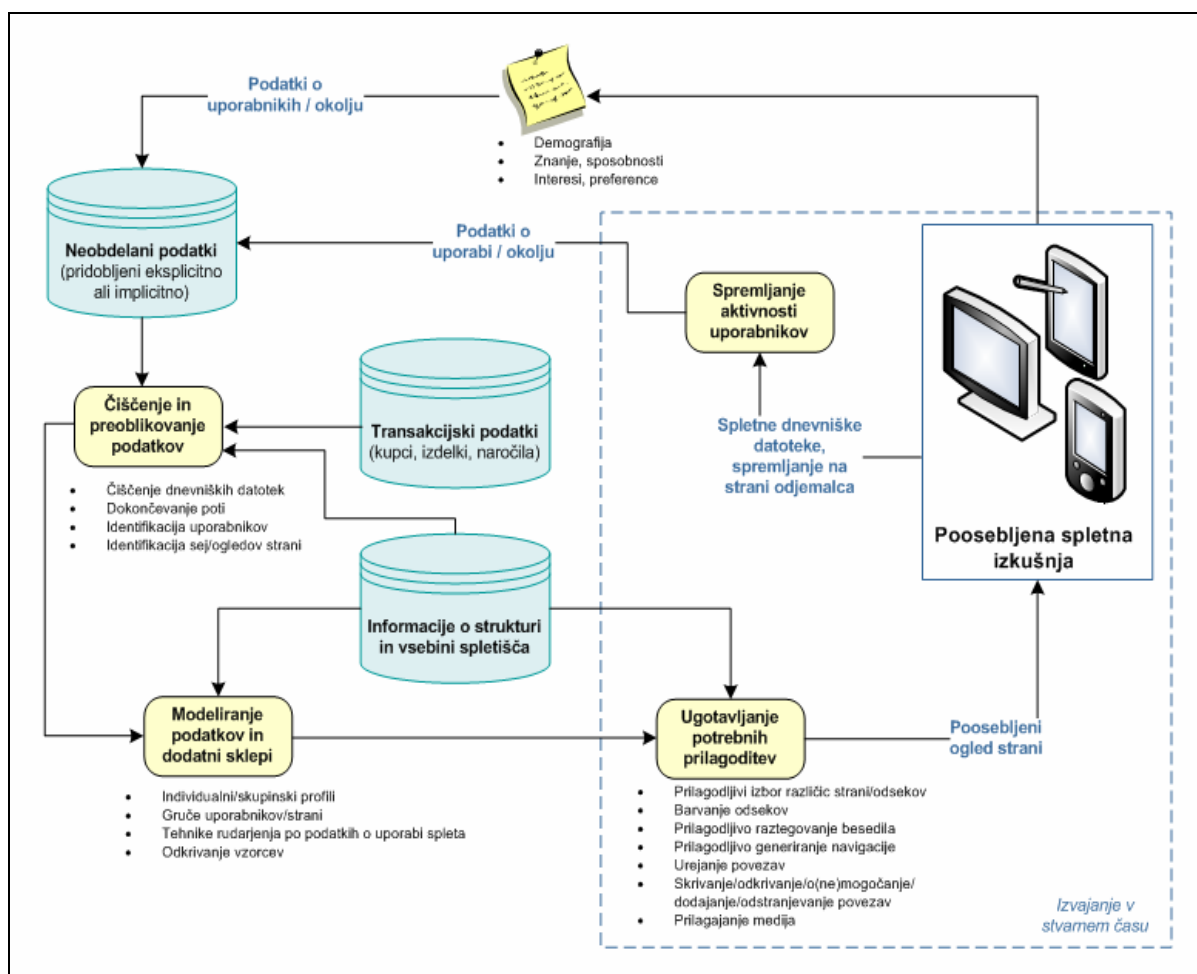 Podatki o
uporabnikih / okolju
• Demografija
• Znanje, sposobnosti
• Interesi, preference
Neobdelani podatki
(pridobljeni eksplicitno
ali implicitno)
Podatki o
uporabi / okolju
Spremljanje
aktivnosti
uporabnikov
Čiščenje in
preoblikovanje
podatkov
Transakcijski podatki
(kupci, izdelki, naročila)
Spletne dnevniške
datoteke,
spremljanje na
strani odjemalca
Poosebljena spletna
izkušnja
• Čiščenje dnevniških datotek
• Dokončevanje poti
• Identifikacija uporabnikov
• Identifikacija sej/ogledov strani
Informacije o strukturi
in vsebini spletišča
Modeliranje
podatkov in
dodatni sklepi
Ugotavljanje
potrebnih
prilagoditev
Poosebljeni
ogled strani
• Individualni/skupinski profili
• Gruče uporabnikov/strani
• Tehnike rudarjenja po podatkih o uporabi spleta
• Odkrivanje vzorcev
• Prilagodljivi izbor različic strani/odsekov
• Barvanje odsekov
• Prilagodljivo raztegovanje besedila
• Prilagodljivo generiranje navigacije
• Urejanje povezav
• Skrivanje/odkrivanje/o(ne)mogočanje/
dodajanje/odstranjevanje povezav
• Prilagajanje medija
Izvajanje v
stvarnem času